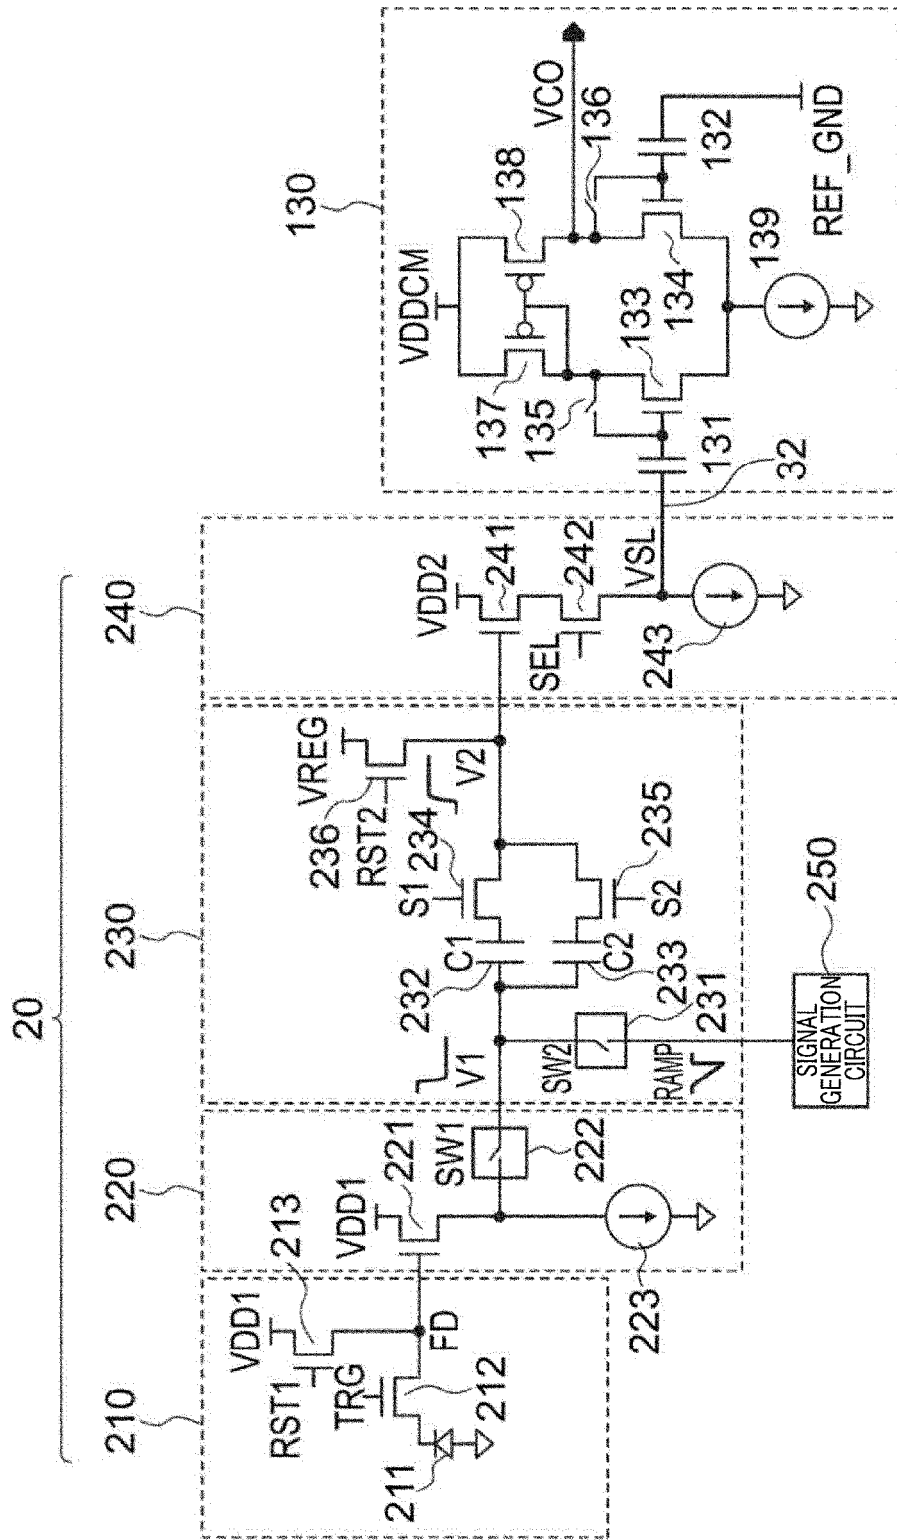 20
210
220
230
240
130
VDD1
213
RST1
TRG
FD
212
211
VDD1
221
SW1
222
223
V1
232
C1
S1
234
236
RST2
VREG
V2
C2
233
S2
235
SW2
231
RAMP
SIGNAL
GENERATION
CIRCUIT
250
VDD2
241
SEL
242
VSL
243
32
VDDCM
137
138
VCO
135
136
131
133
134
132
139
REF_GND